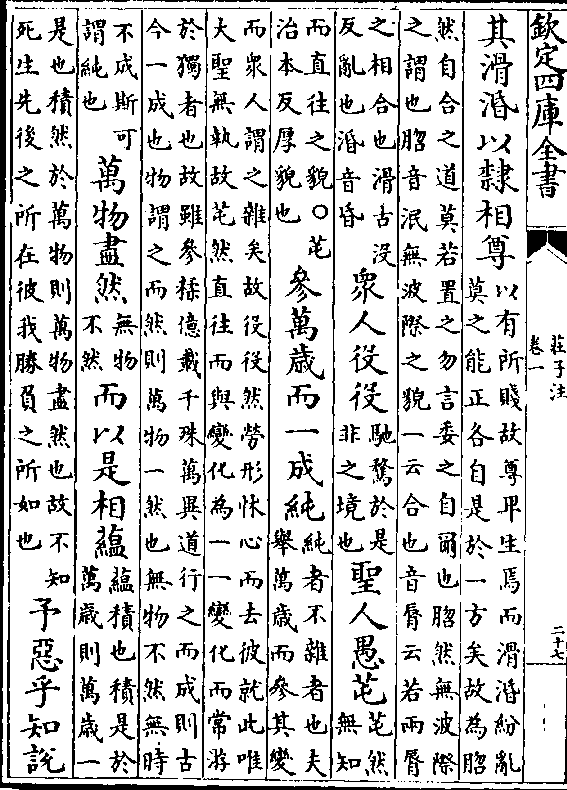 欽定四庫全書
莊子注
卷一
二十七
其滑涽以隸相尊以有所賤故尊卑生焉而滑涽紛亂莫之能正各自是於一方矣故為脗
然自合之道莫若置之勿言委之自爾也脗然無波際之謂也脗音泯無波際之貌一云合也音脣云若兩脣
之相合也滑古没反亂也涽音昏衆人役役馳騖於是非之境也聖人愚芚芚然無知
而直往之貌○芚治本反厚貌也參萬歲而一成純純者不雜者也夫舉萬歲而參其變
而衆人謂之雜矣故役役然勞形怵心而去彼就此唯大聖無執故芚然直往而與變化為一一變化而常游
於獨者也故雖參糅億載千珠萬異道行之而成則古今一成也物謂之而然則萬物一然也無物不然無時
不成斯可謂純也萬物盡然無物不然而以是相蘊蘊積也積是於萬歲則萬歲一
是也積然於萬物則萬物盡然也故不知死生先後之所在彼我勝負之所如也予惡乎知説